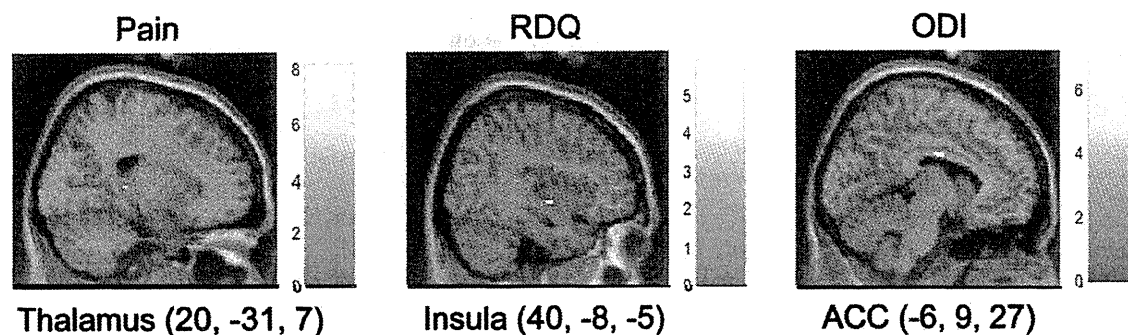 Pain
RDQ
ODI
8
6
4
2
0
5
4
3
2
1
0
6
4
2
0
Thalamus (20, -31, 7)
Insula (40, -8, -5)
ACC (-6, 9, 27)